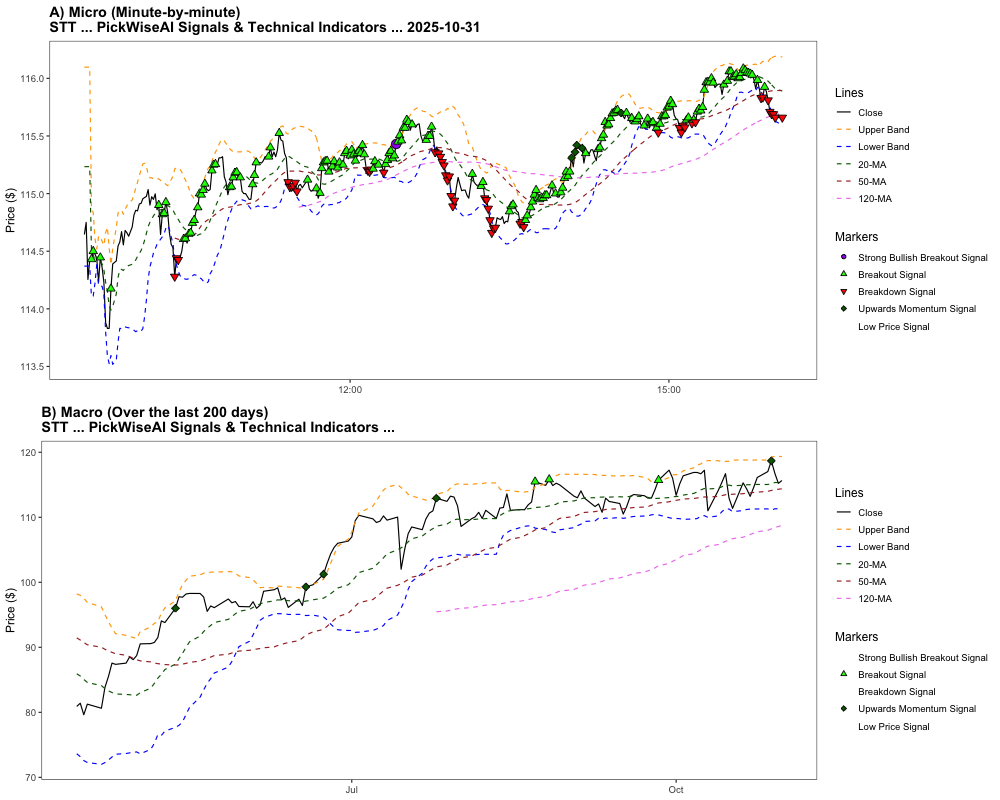 A) Micro (Minute-by-minute)
STT ... PickWiseAI Signals & Technical Indicators ... 2025-10-31
Price ($)
116.0
115.5
115.0
114.5
114.0
113.5
12:00
15:00
Lines
Close
Upper Band
Lower Band
20-MA
50-MA
120-MA
Markers
Strong Bullish Breakout Signal
Breakout Signal
Breakdown Signal
Upwards Momentum Signal
Low Price Signal
B) Macro (Over the last 200 days)
STT ... PickWiseAI Signals & Technical Indicators ...
Price ($)
120
110
100
90
80
70
Jul
Oct
Lines
Close
Upper Band
Lower Band
20-MA
50-MA
120-MA
Markers
Strong Bullish Breakout Signal
Breakout Signal
Breakdown Signal
Upwards Momentum Signal
Low Price Signal